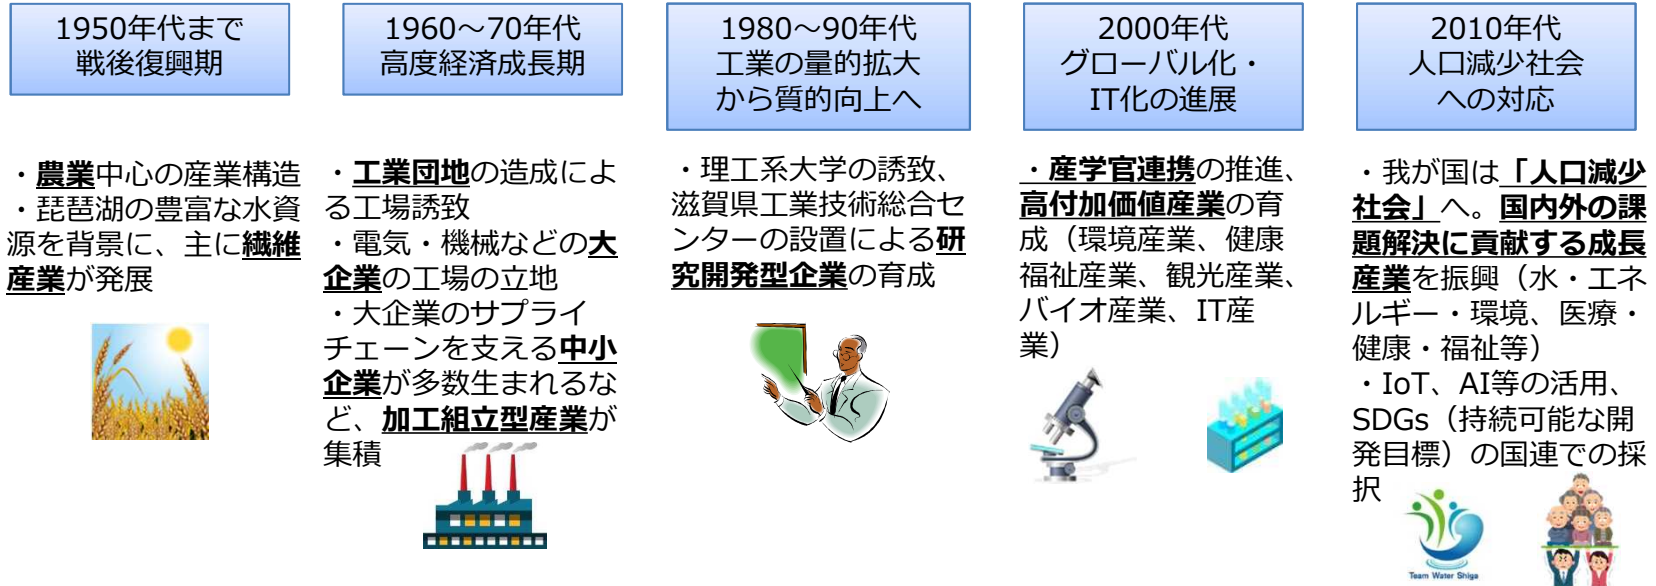 1950年代まで
戦後復興期
・農業中心の産業構造
・琵琶湖の豊富な水資
源を背景に、主に繊維
産業が発展
1960～70年代
高度経済成長期
・工業団地の造成によ
る工場誘致
・電気・機械などの大
企業の工場の立地
・大企業のサプライ
チェーンを支える中小
企業が多数生まれるな
ど、加工組立型産業が
集積
1980～90年代
工業の量的拡大
から質的向上へ
・理工系大学の誘致、
滋賀県工業技術総合セ
ンターの設置による研
究開発型企業の育成
2000年代
グローバル化・
IT化の進展
・産学官連携の推進、
高付加価値産業の育
成（環境産業、健康
福祉産業、観光産業、
バイオ産業、IT産
業）
2010年代
人口減少社会
への対応
・我が国は「人口減少
社会」へ。国内外の課
題解決に貢献する成長
産業を振興（水・エネ
ルギー・環境、医療・
健康・福祉等）
・IoT、AI等の活用、
SDGs（持続可能な開
発目標）の国連での採
択
Team Water Shiga